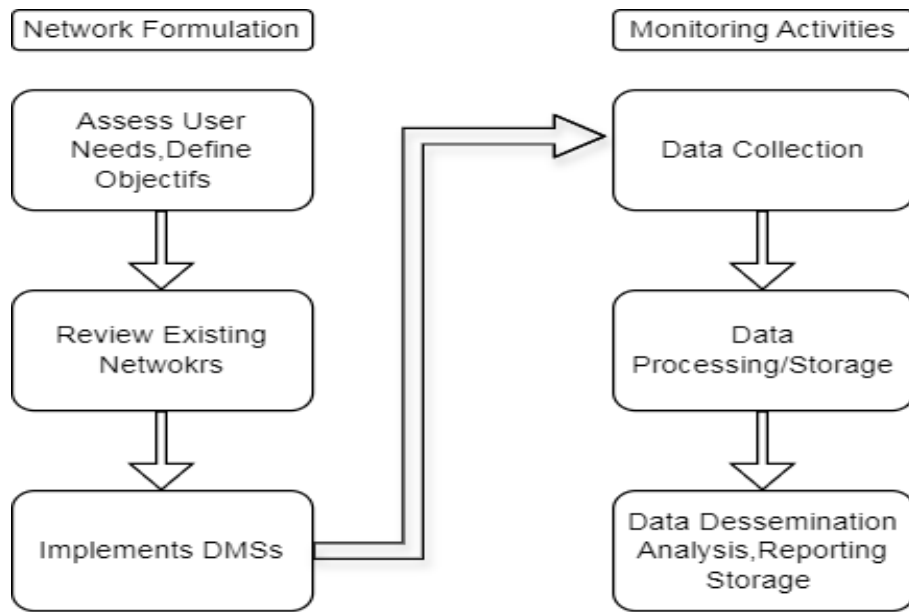 Network Formulation
Assess User
Needs,Define
Objectifs
Review Existing
Netwokrs
Implements DMSs
Monitoring Activities
Data Collection
Data
Processing/Storage
Data Dessemination
Analysis,Reporting
Storage